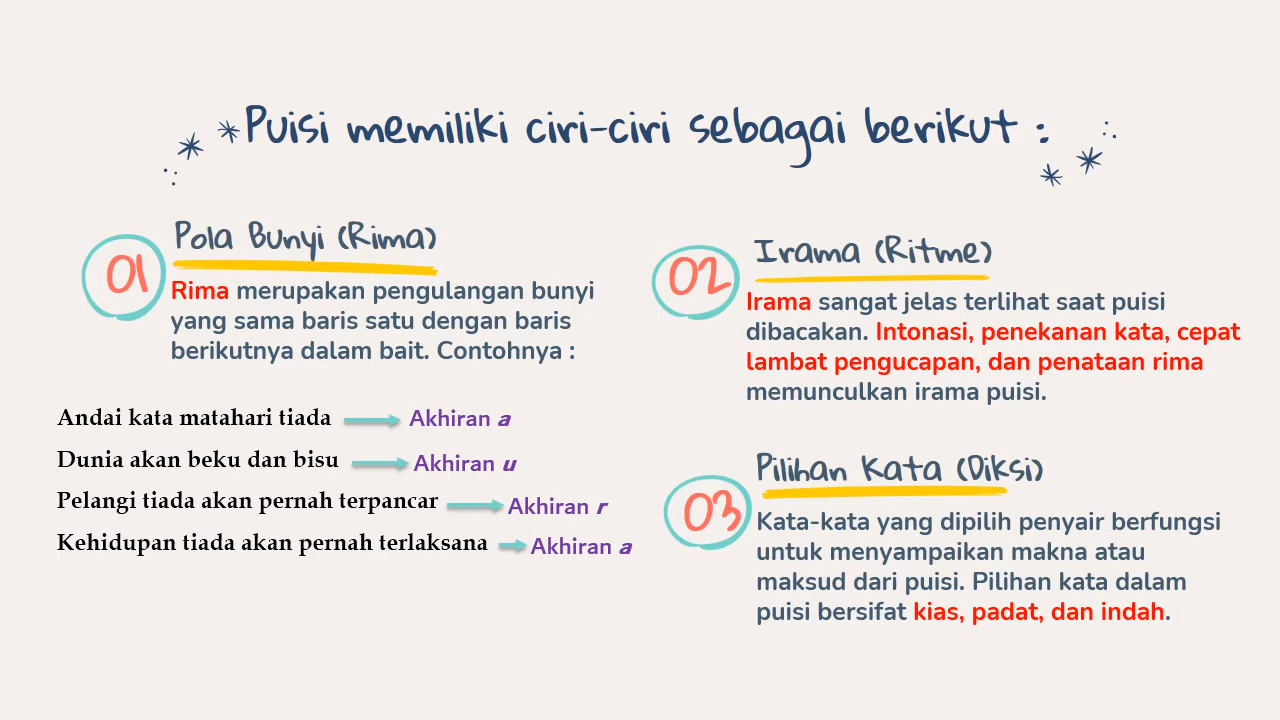 Puisi memiliki ciri-ciri sebagai berikut :
01
Pola Bunyi (Rima)
Rima merupakan pengulangan bunyi
yang sama baris satu dengan baris
berikutnya dalam bait. Contohnya :
Andai kata matahari tiada
Akhiran a
Dunia akan beku dan bisu
Akhiran u
Pelangi tiada akan pernah terpancar
Akhiran r
Kehidupan tiada akan pernah terlaksana
Akhiran a
02
Irama (Ritme)
Irama sangat jelas terlihat saat puisi
dibacakan. Intonasi, penekanan kata, cepat
lambat pengucapan, dan penataan rima
memunculkan irama puisi.
03
Pilihan Kata (Diksi)
Kata-kata yang dipilih penyair berfungsi
untuk menyampaikan makna atau
maksud dari puisi. Pilihan kata dalam
puisi bersifat kias, padat, dan indah.